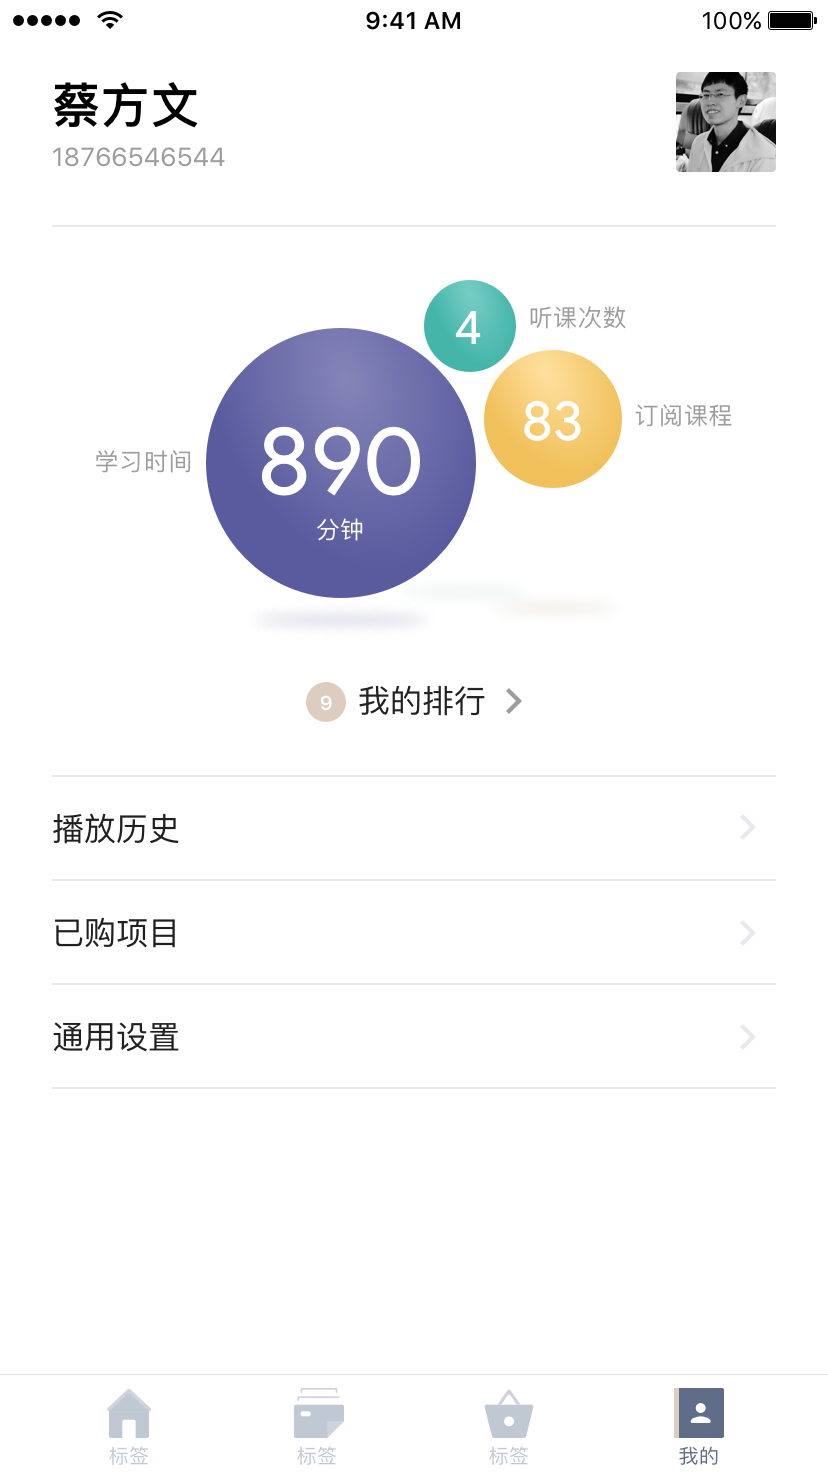 9:41 AM
100%
蔡方文
18766546544
4
听课次数
83
订阅课程
学习时间
890
分钟
9
我的排行
播放历史
已购项目
通用设置
标签
标签
标签
我的